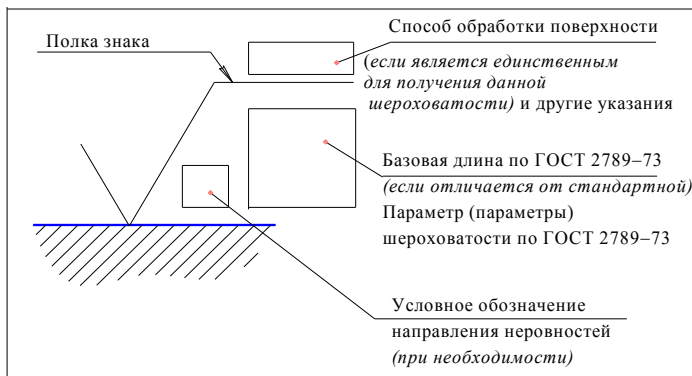 Полка знака
Способ обработки поверхности
(если является единственным
для получения данной
шероховатости) и другие указания
Базовая длина по ГОСТ 2789–73
(если отличается от стандартной)
Параметр (параметры)
шероховатости по ГОСТ 2789–73
Условное обозначение
направления неровностей
(при необходимости)